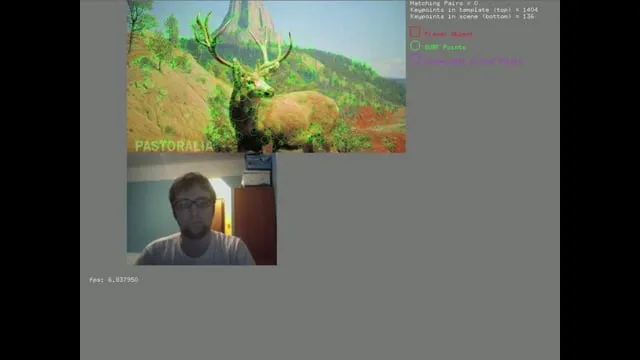 Matching Pairs = 0
Keypoints in template (top) = 1404
Keypoints in scene (bottom) = 136
Planar Object
SURF Points
PASTORALIA
fps: 6.837950